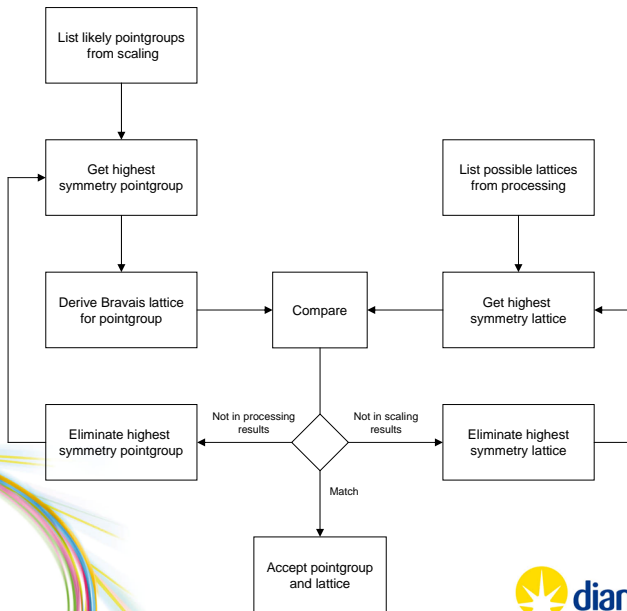 List likely pointgroups
from scaling
Get highest
symmetry pointgroup
List possible lattices
from processing
Derive Bravais lattice
for pointgroup
Compare
Get highest
symmetry lattice
Not in processing
results
Not in scaling
results
Eliminate highest
symmetry pointgroup
Eliminate highest
symmetry lattice
Match
Accept pointgroup
and lattice